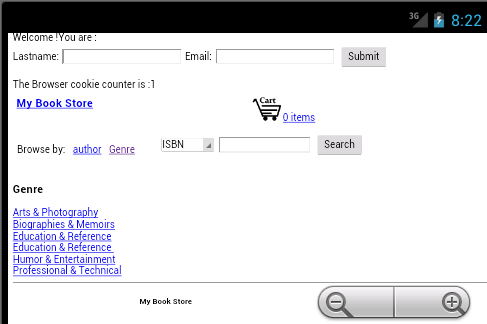 3G 8:22
Welcome !You are :
Lastname: Email: Submit
The Browser cookie counter is :1
My Book Store
Cart
0 items
Browse by: author Genre ISBN Search
Genre
Arts & Photography
Biographies & Memoirs
Education & Reference
Education & Reference
Humor & Entertainment
Professional & Technical
My Book Store